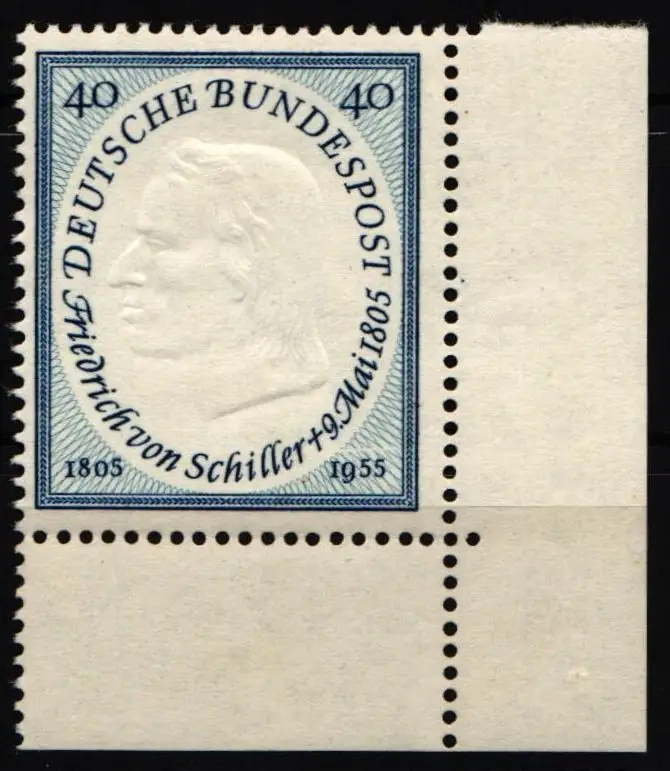 40 40
DEUTSCHE BUNDESPOST
Friedrich von Schiller + 9. Mai 1805
1805 1955